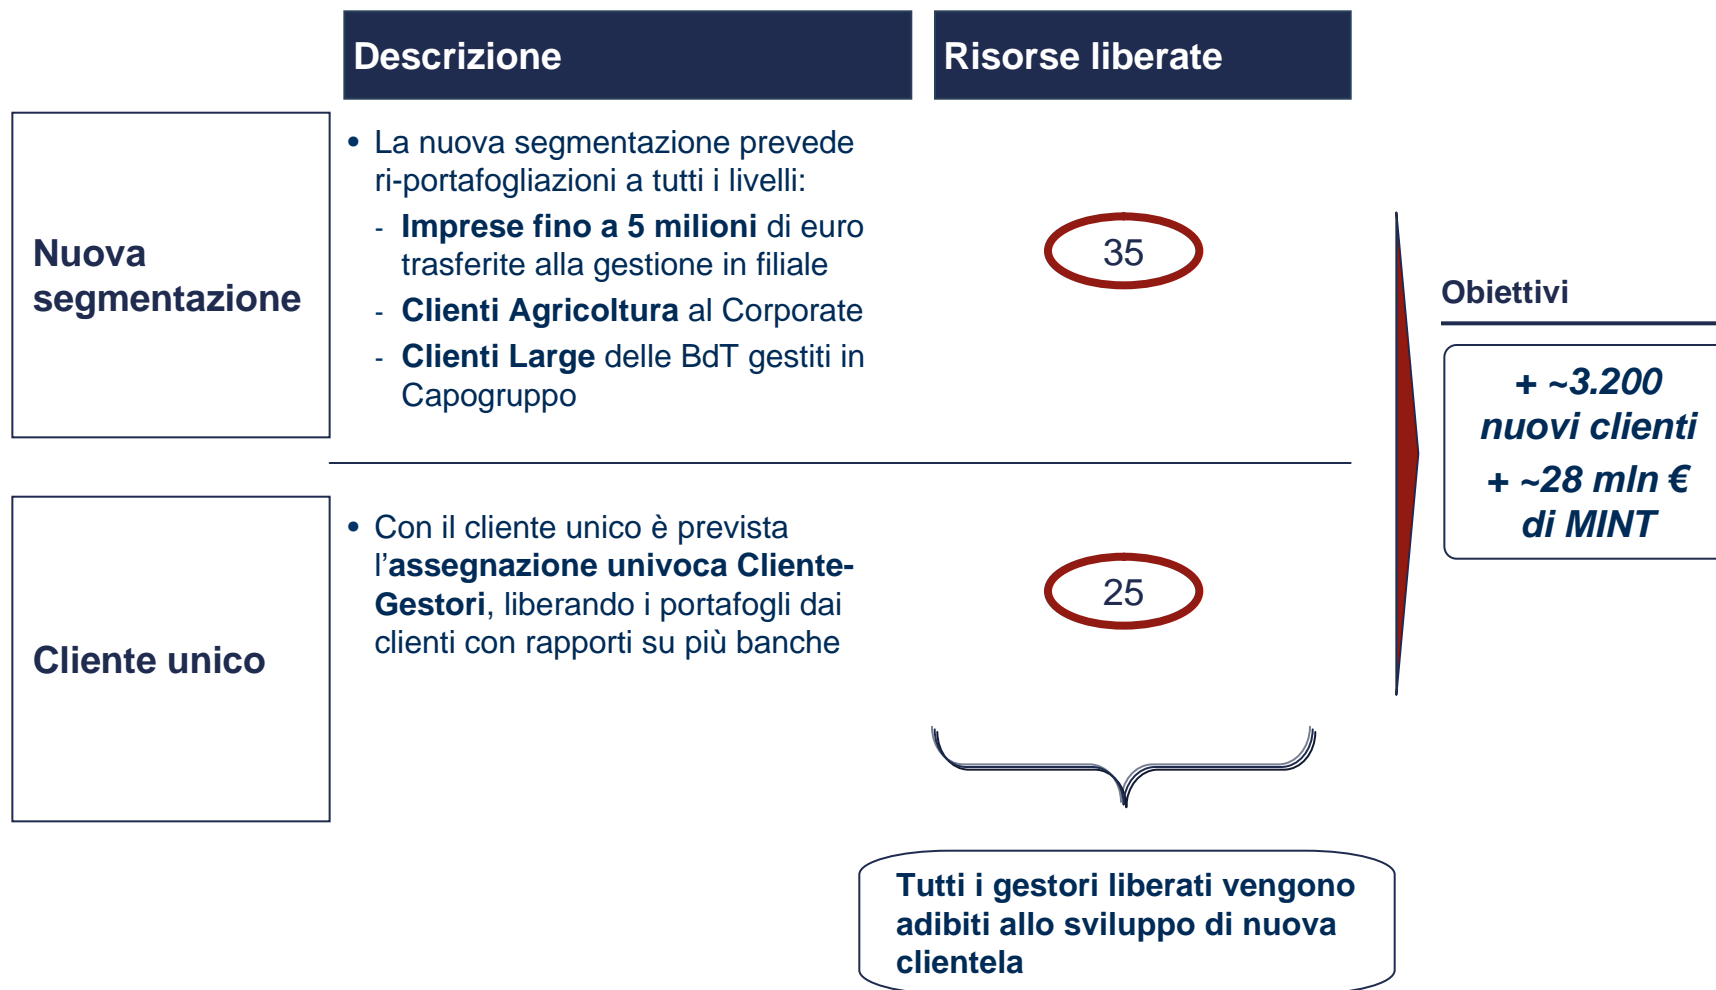 Descrizione
Risorse liberate
Nuova
segmentazione
• La nuova segmentazione prevede
ri-portafogliazioni a tutti i livelli:
- Imprese fino a 5 milioni di euro
trasferite alla gestione in filiale
- Clienti Agricoltura al Corporate
- Clienti Large delle BdT gestiti in
Capogruppo
35
Cliente unico
• Con il cliente unico è prevista
l’assegnazione univoca Cliente-
Gestori, liberando i portafogli dai
clienti con rapporti su più banche
25
Tutti i gestori liberati vengono
adibiti allo sviluppo di nuova
clientela
Obiettivi
+ ~3.200
nuovi clienti
+ ~28 mln €
di MINT